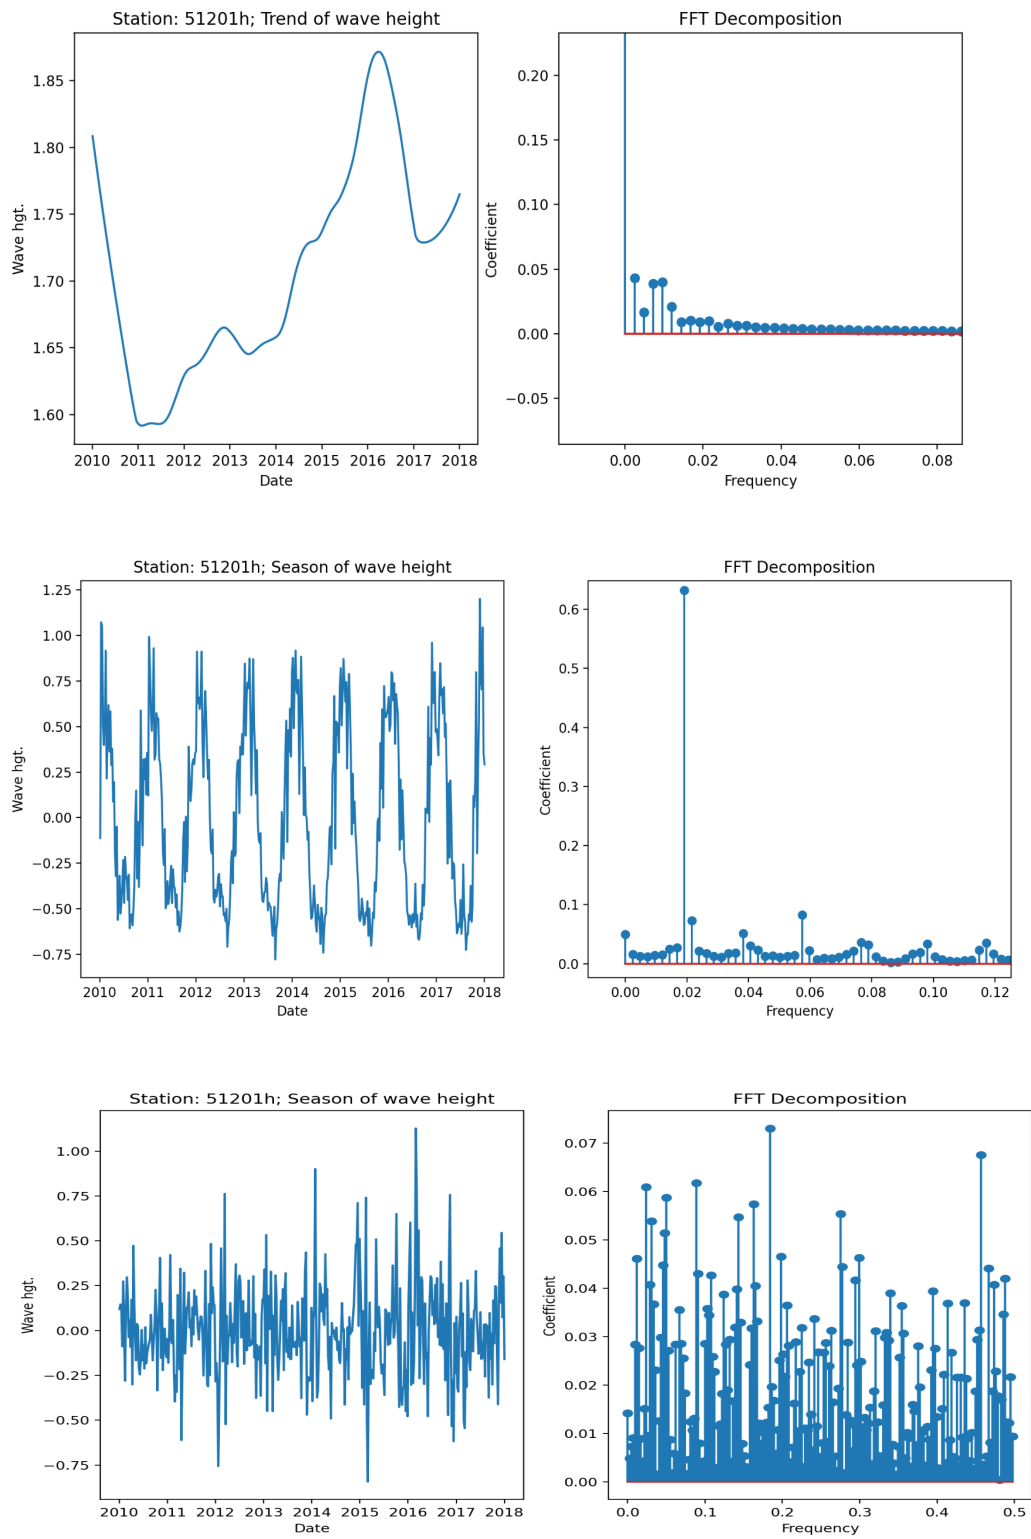 Station: 51201h; Trend of wave height
FFT Decomposition
Wave hgt.
1.85
1.80
1.75
1.70
1.65
1.60
2010 2011 2012 2013 2014 2015 2016 2017 2018
Date
Coefficient
0.20
0.15
0.10
0.05
0.00
−0.05
0.00 0.02 0.04 0.06 0.08
Frequency
Station: 51201h; Season of wave height
FFT Decomposition
Wave hgt.
1.25
1.00
0.75
0.50
0.25
0.00
−0.25
−0.50
−0.75
2010 2011 2012 2013 2014 2015 2016 2017 2018
Date
Coefficient
0.6
0.5
0.4
0.3
0.2
0.1
0.0
0.00 0.02 0.04 0.06 0.08 0.10 0.12
Frequency
Station: 51201h; Season of wave height
FFT Decomposition
Wave hgt.
1.00
0.75
0.50
0.25
0.00
−0.25
−0.50
−0.75
2010 2011 2012 2013 2014 2015 2016 2017 2018
Date
Coefficient
0.07
0.06
0.05
0.04
0.03
0.02
0.01
0.00
0.0 0.1 0.2 0.3 0.4 0.5
Frequency